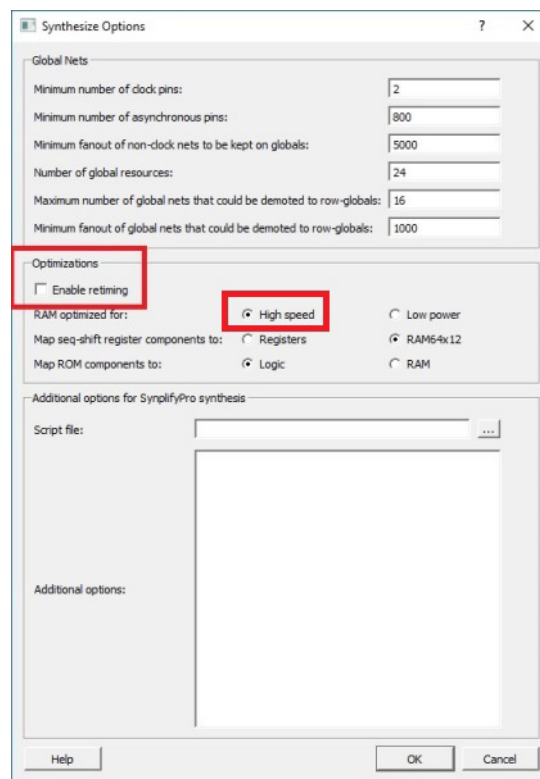 Synthesize Options ?
Global Nets
Minimum number of clock pins: 2
Minimum number of asynchronous pins: 800
Minimum fanout of non-clock nets to be kept on globals: 5000
Number of global resources: 24
Maximum number of global nets that could be demoted to row-globals: 16
Minimum fanout of global nets that could be demoted to row-globals: 1000
Optimizations
Enable retiming
RAM optimized for: High speed Low power
Map seq-shift register components to: Registers RAM64x12
Map ROM components to: Logic RAM
Additional options for SynplifyPro synthesis
Script file: ...
Additional options:
Help OK Cancel